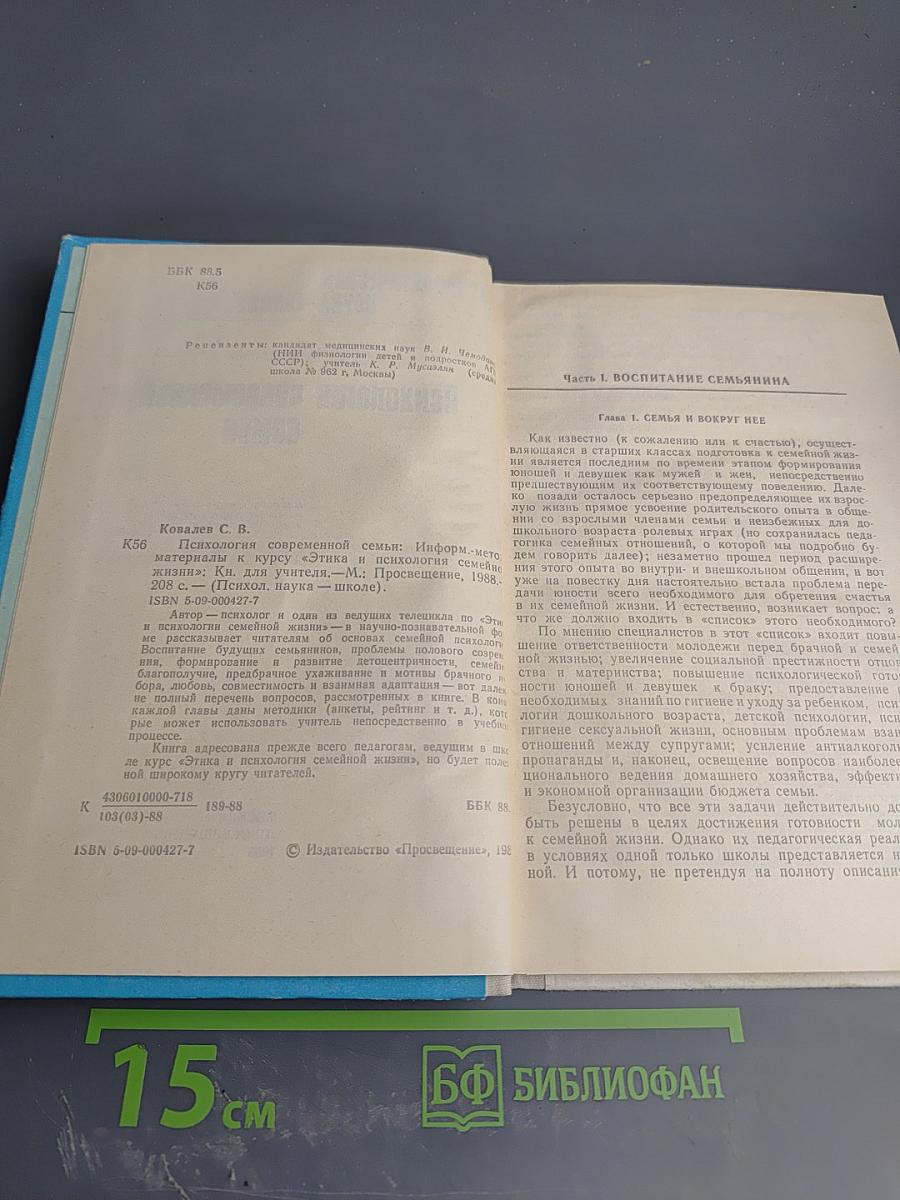 ББК 88.5
К56
Рецензенты: кандидат медицинских наук В. Н.
(НИИ физиологии детей и подростков
СССР); учитель К. Р. Мусаэлян
школа № 962 г. Москвы)
Ковалев С. В.
К56 Психология современной семьи: Информ.-мето
материалы к курсу «Этика и психология семейно
жизни»: Кн. для учителя.—М.: Просвещение, 1988.
208 с. — (Психол. наука — школе).
ISBN 5-09-000427-7
Автор — психолог и один из ведущих телецикла по «Эти
и психологии семейной жизни» — в научно-познавательной фо
ме рассказывает читателям об основах семейной психологи
Воспитание будущих семьянинов, проблемы полового созре
ния, формирование и развитие детоцентричности, семейн
благополучие, предбрачное ухаживание и мотивы брачного
бора, любовь, совместимость и взаимная адаптация — вот дале
не полный перечень вопросов, рассмотренных в книге. В кон
каждой главы даны методики (анкеты, рейтинг и т. д.), кото
рые может использовать учитель непосредственно в учебно
процессе.
Книга адресована прежде всего педагогам, ведущим в шк
ле курс «Этика и психология семейной жизни», но будет поле
ной широкому кругу читателей.
К 4306010000-718 189-88 ББК 88.
103(03)-88
ISBN 5-09-000427-7 © Издательство «Просвещение», 198
Часть I. ВОСПИТАНИЕ СЕМЬЯНИНА
Глава 1. СЕМЬЯ И ВОКРУГ НЕЕ
Как известно (к сожалению или к счастью), осущест-
вляющаяся в старших классах подготовка к семейной жиз-
ни является последним по времени этапом формирования
юношей и девушек как мужей и жен, непосредственно
предшествующим их соответствующему поведению. Дале-
ко позади осталось серьезно предопределяющее их взрос-
лую жизнь прямое усвоение родительского опыта в обще-
нии со взрослыми членами семьи и неизбежных для до-
школьного возраста ролевых играх (но сохранилась педа-
гогика семейных отношений, о которой мы подробно бу-
дем говорить далее); незаметно прошел период расшире-
ния этого опыта во внутри- и внешкольном общении, и вот
уже на повестку дня настоятельно встала проблема пере-
дачи юности всего необходимого для обретения счастья
в их семейной жизни. И естественно, возникает вопрос: а
что же должно входить в «список» этого необходимого?
По мнению специалистов в этот «список» входит повы-
шение ответственности молодежи перед брачной и семей
ной жизнью; увеличение социальной престижности отцов
ства и материнства; повышение психологической гото
ности юношей и девушек к браку; предоставление
необходимых знаний по гигиене и уходу за ребенком, пси
логии дошкольного возраста, детской психологии, пси
гигиене сексуальной жизни, основным проблемам взаи
отношений между супругами; усиление антиалкоголь
пропаганды и, наконец, освещение вопросов наиболее
ционального ведения домашнего хозяйства, эффекти
и экономной организации бюджета семьи.
Безусловно, что все эти задачи действительно до
быть решены в целях достижения готовности мол
к семейной жизни. Однако их педагогическая реал
в условиях одной только школы представляется н
ной. И потому, не претендуя на полноту описани
15 см
БФ БИБЛИОФАН